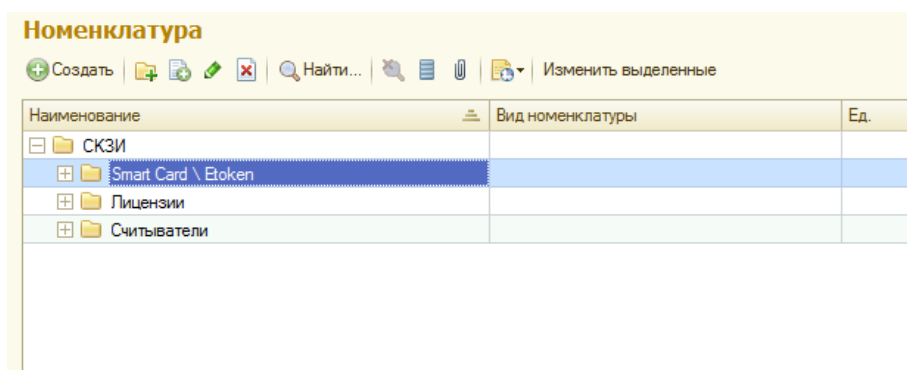 Номенклатура
Создать Найти... Изменить выделенные
Наименование Вид номенклатуры Ед.
СКЗИ
Smart Card \ Etoken
Лицензии
Считыватели